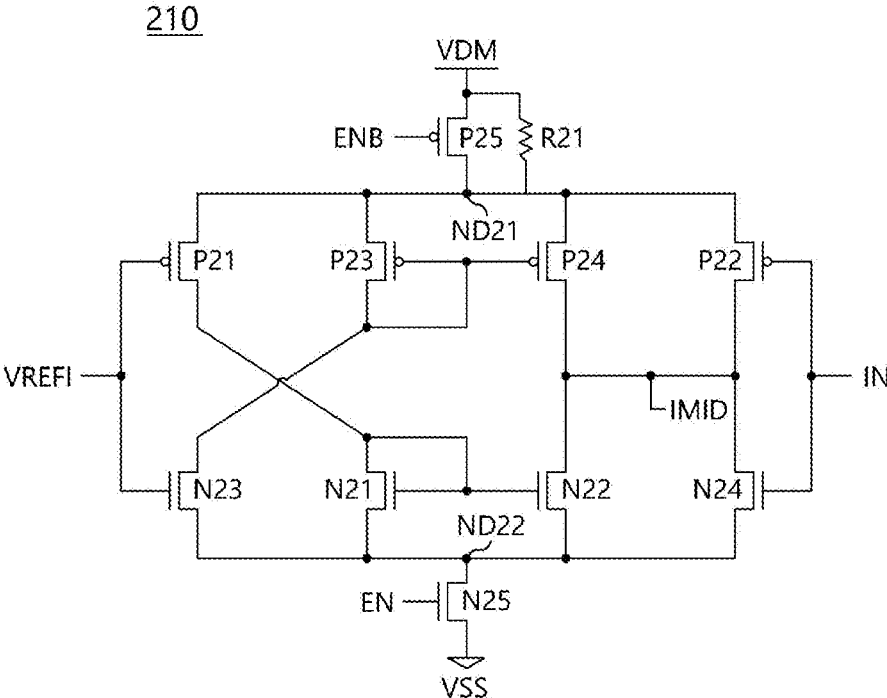 210
VDM
ENB
P25
R21
ND21
P21
P23
P24
P22
VREFI
IN
IMID
N23
N21
N22
N24
ND22
EN
N25
VSS